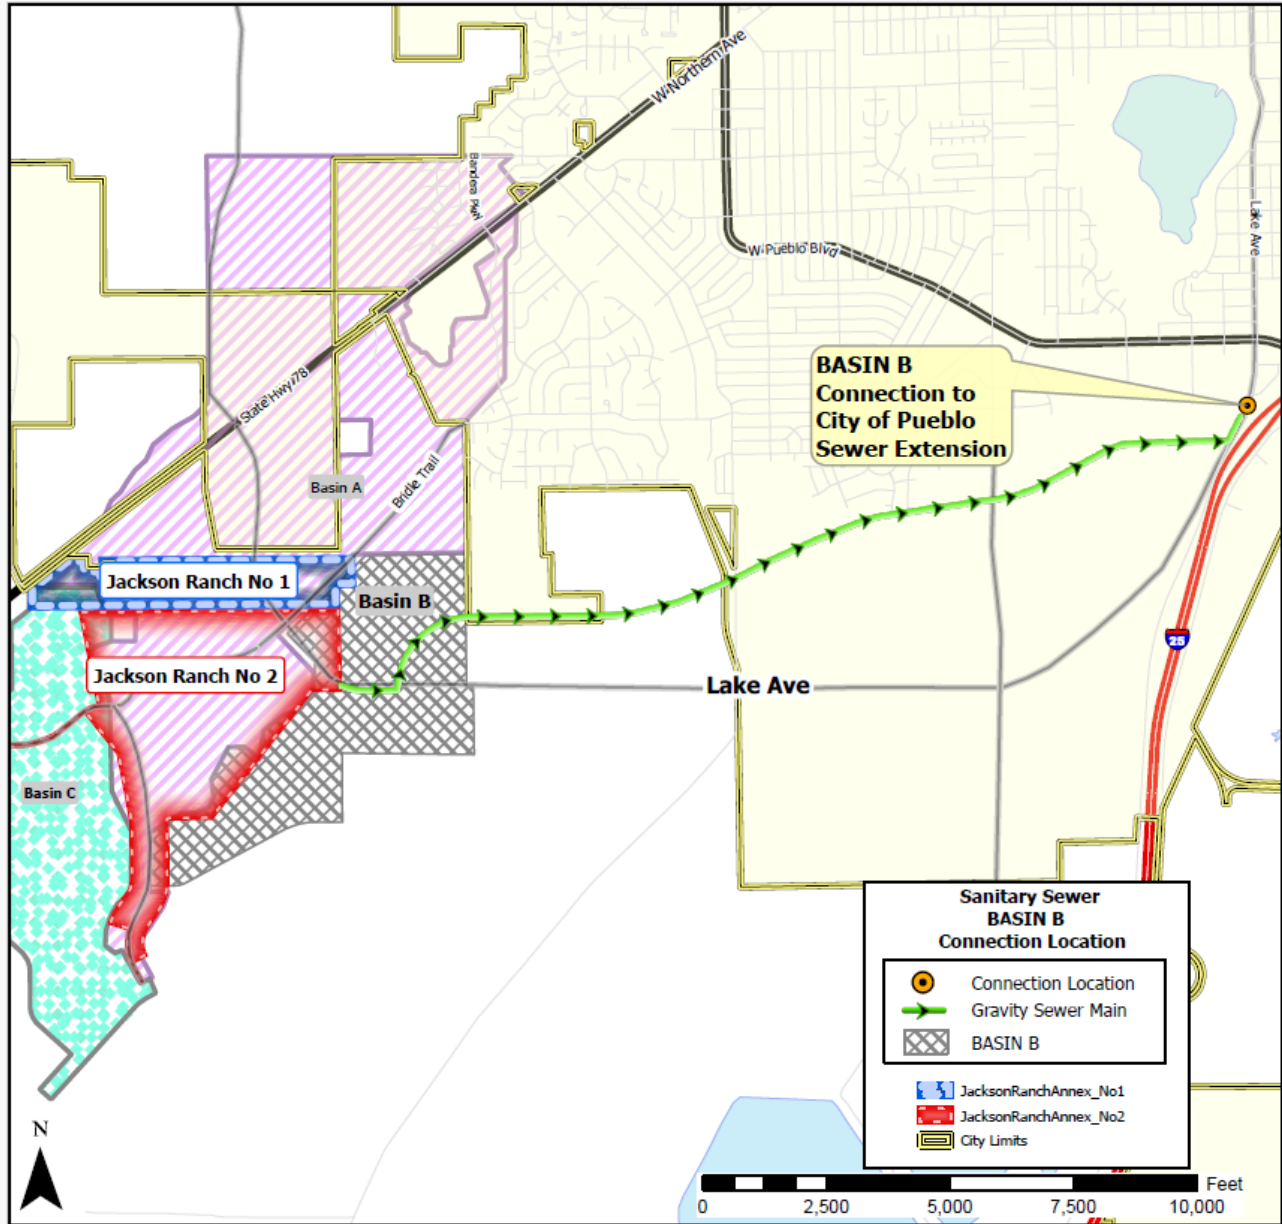 W Northern Ave
Bandera Pkwy
Lake Ave
W Pueblo Blvd
BASIN B
Connection to
City of Pueblo
Sewer Extension
State Hwy 78
Basin A
Bridle Trail
Jackson Ranch No 1
Basin B
25
Jackson Ranch No 2
Lake Ave
Basin C
Sanitary Sewer
BASIN B
Connection Location
Connection Location
Gravity Sewer Main
BASIN B
JacksonRanchAnnex_No1
JacksonRanchAnnex_No2
City Limits
N
Feet
0 2,500 5,000 7,500 10,000